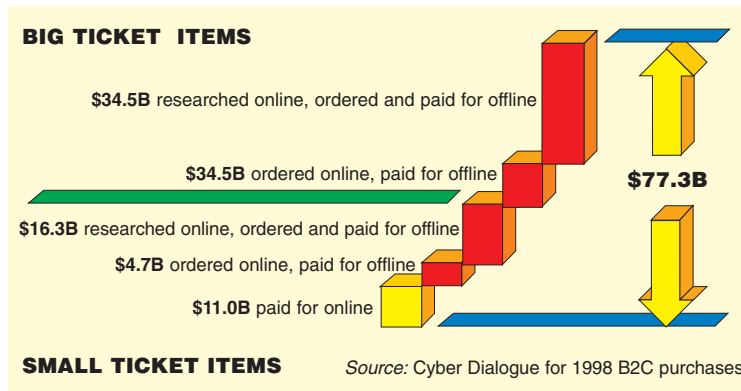 BIG TICKET ITEMS
$34.5B researched online, ordered and paid for offline
$34.5B ordered online, paid for offline
$77.3B
$16.3B researched online, ordered and paid for offline
$4.7B ordered online, paid for offline
$11.0B paid for online
SMALL TICKET ITEMS
Source: Cyber Dialogue for 1998 B2C purchases